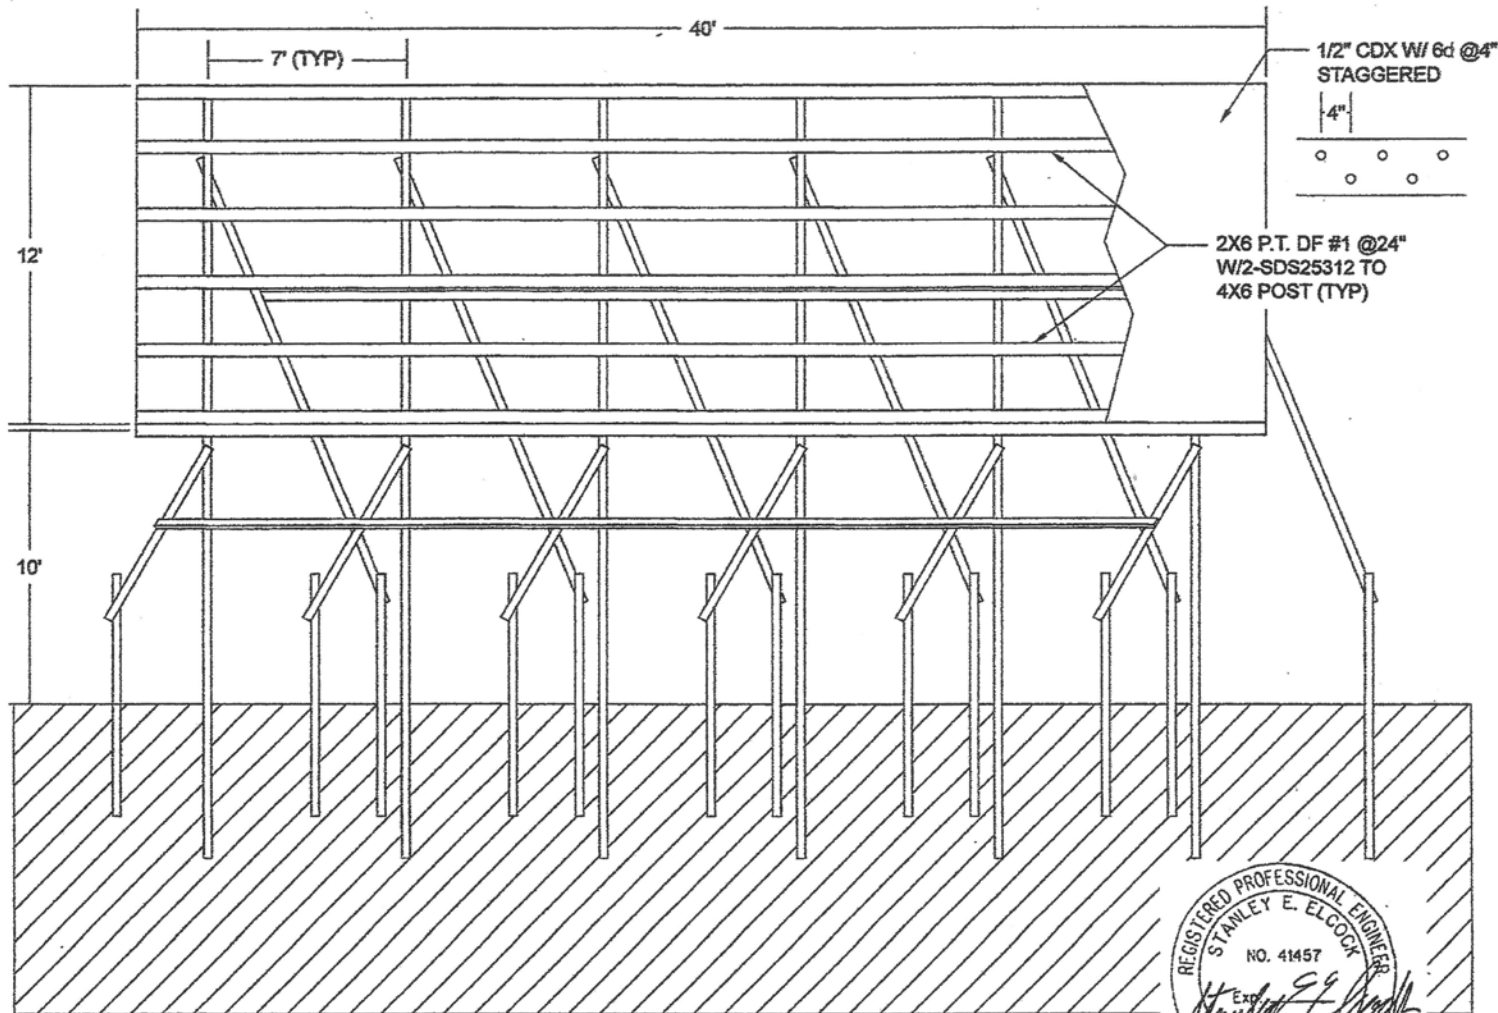 40'
7' (TYP)
1/2" CDX W/ 6d @4"
STAGGERED
4"
12'
2X6 P.T. DF #1 @24"
W/2-SDS25312 TO
4X6 POST (TYP)
10'
REGISTERED PROFESSIONAL ENGINEER
STANLEY E. ELCOCK
NO. 41457
Exp.